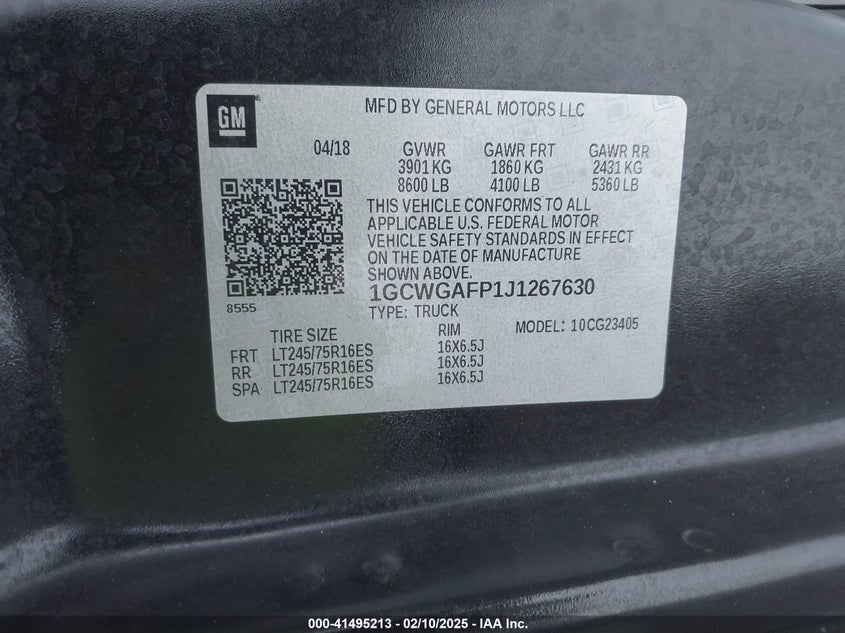 GM
MFD BY GENERAL MOTORS LLC
04/18 GVWR GAWR FRT GAWR RR
3901 KG 1860 KG 2431 KG
8600 LB 4100 LB 5360 LB
THIS VEHICLE CONFORMS TO ALL
APPLICABLE U.S. FEDERAL MOTOR
VEHICLE SAFETY STANDARDS IN EFFECT
ON THE DATE OF MANUFACTURE
SHOWN ABOVE.
8555
1GCWGAFP1J1267630
TYPE: TRUCK
TIRE SIZE RIM MODEL: 10CG23405
FRT LT245/75R16ES 16X6.5J
RR LT245/75R16ES 16X6.5J
SPA LT245/75R16ES 16X6.5J
000-41495213 - 02/10/2025 - IAA Inc.